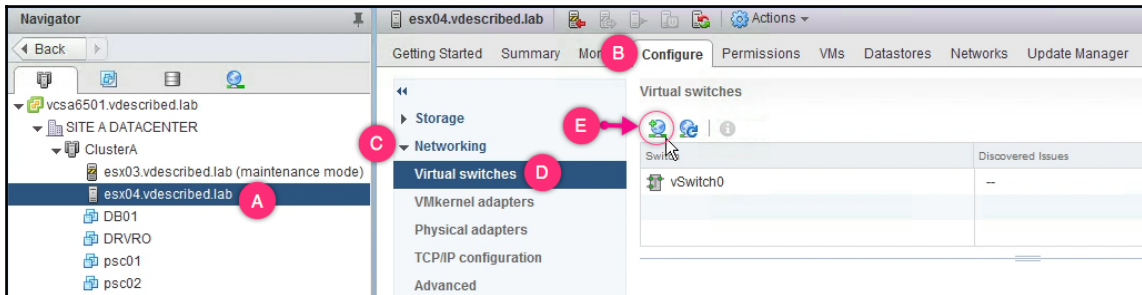 Navigator
Back
vcsa6501.vdescribed.lab
SITE A DATACENTER
ClusterA
esx03.vdescribed.lab (maintenance mode)
esx04.vdescribed.lab
A
DB01
DRVRO
psc01
psc02
esx04.vdescribed.lab
Actions
Getting Started Summary Mor B Configure Permissions VMs Datastores Networks Update Manager
Storage
C Networking
Virtual switches D
VMkernel adapters
Physical adapters
TCP/IP configuration
Advanced
Virtual switches
E
Switch Discovered Issues
vSwitch0 --